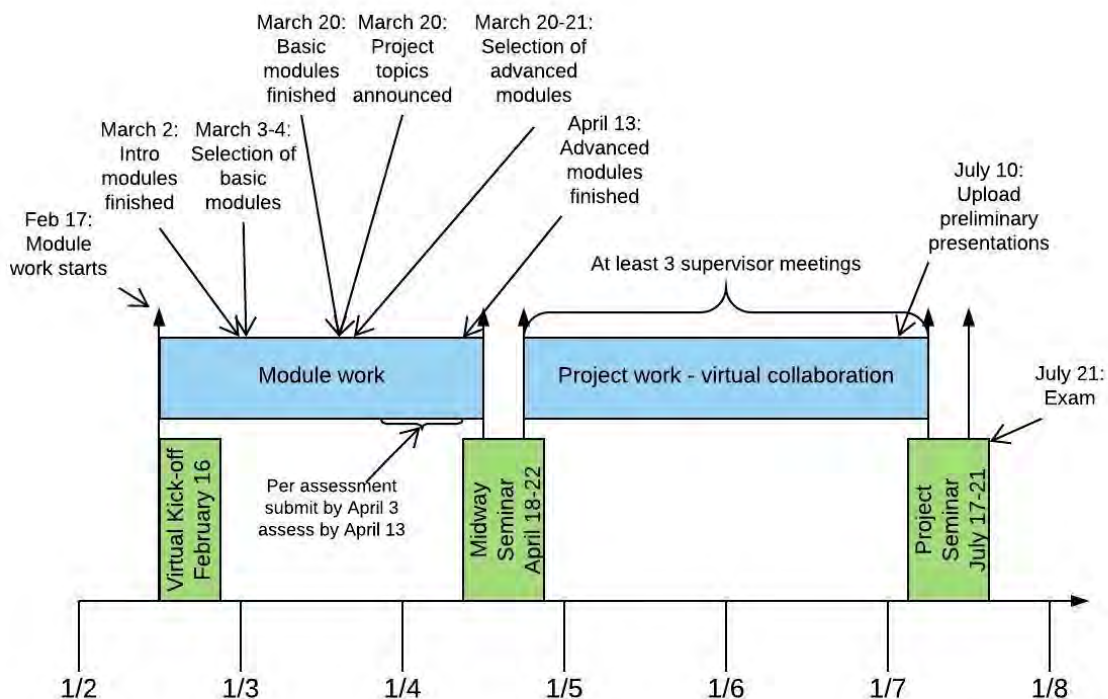 March 20:
Basic
modules
finished
March 20:
Project
topics
announced
March 20-21:
Selection of
advanced
modules
March 2:
Intro
modules
finished
March 3-4:
Selection of
basic
modules
April 13:
Advanced
modules
finished
July 10:
Upload
preliminary
presentations
Feb 17:
Module
work starts
At least 3 supervisor meetings
Module work
Project work - virtual collaboration
July 21:
Exam
Per assessment
submit by April 3
assess by April 13
Virtual Kick-off
February 16
Midway
Seminar
April 18-22
Project
Seminar
July 17-21
1/2
1/3
1/4
1/5
1/6
1/7
1/8